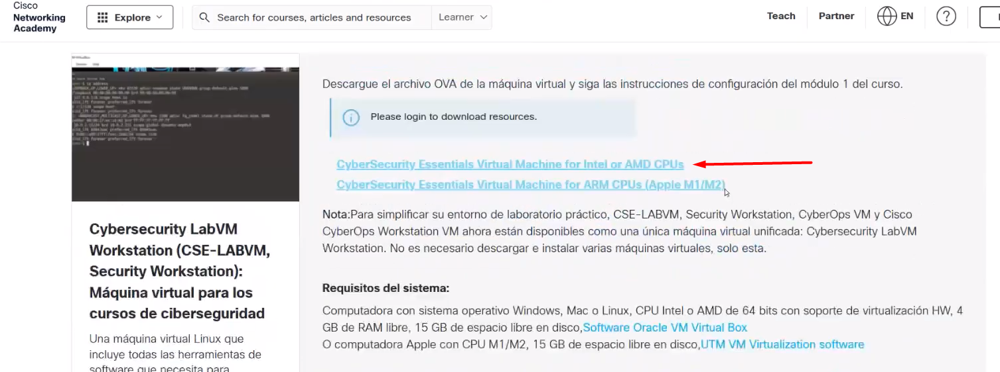 Cisco
Networking
Academy
Explore
Search for courses, articles and resources
Learner
Teach
Partner
EN
Descargue el archivo OVA de la máquina virtual y siga las instrucciones de configuración del módulo 1 del curso.
Please login to download resources.
CyberSecurity Essentials Virtual Machine for Intel or AMD CPUs
CyberSecurity Essentials Virtual Machine for ARM CPUs (Apple M1/M2)
Nota:Para simplificar su entorno de laboratorio práctico, CSE-LABVM, Security Workstation, CyberOps VM y Cisco
CyberOps Workstation VM ahora están disponibles como una única máquina virtual unificada: Cybersecurity LabVM
Workstation. No es necesario descargar e instalar varias máquinas virtuales, solo esta.
Requisitos del sistema:
Computadora con sistema operativo Windows, Mac o Linux, CPU Intel o AMD de 64 bits con soporte de virtualización HW, 4
GB de RAM libre, 15 GB de espacio libre en disco,Software Oracle VM Virtual Box
O computadora Apple con CPU M1/M2, 15 GB de espacio libre en disco,UTM VM Virtualization software
Cybersecurity LabVM
Workstation (CSE-LABVM,
Security Workstation):
Máquina virtual para los
cursos de ciberseguridad
Una máquina virtual Linux que
incluye todas las herramientas de
software que necesita para